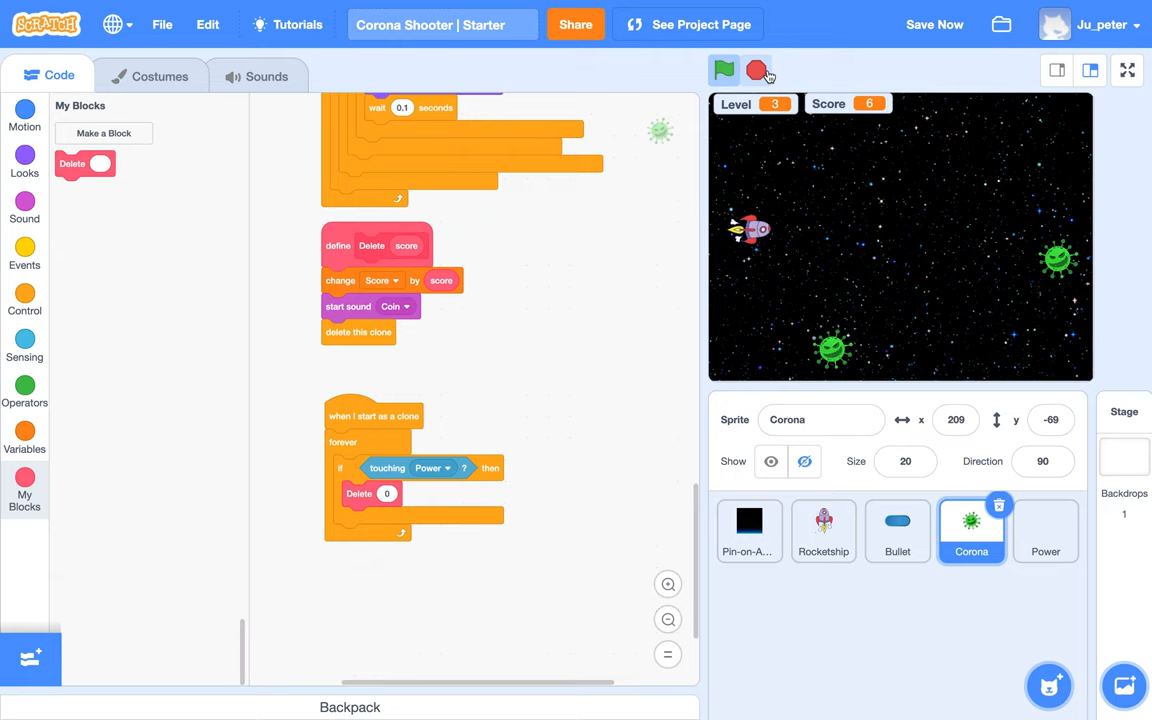 SCRATCH File Edit Tutorials Corona Shooter | Starter Share See Project Page Save Now Ju_peter
Code Costumes Sounds
Motion
Looks
Sound
Events
Control
Sensing
Operators
Variables
My
Blocks
My Blocks
Make a Block
Delete
wait 0.1 seconds
define Delete score
change Score by score
start sound Coin
delete this clone
when I start as a clone
forever
if touching Power ? then
Delete 0
Level 3 Score 6
Sprite Corona x 209 y -69
Show Size 20 Direction 90
Pin-on-A... Rocketship Bullet Corona Power
Stage
Backdrops
1
Backpack